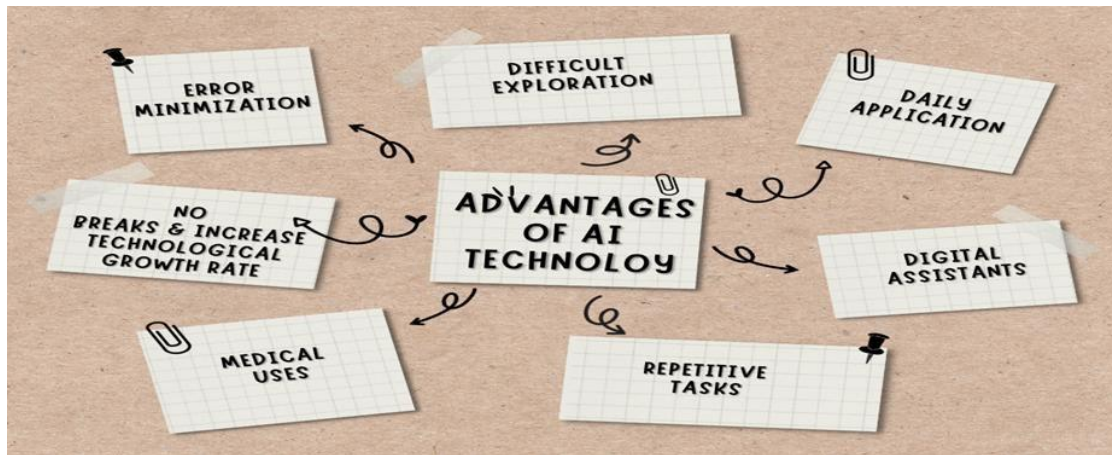 ERROR
MINIMIZATION
DIFFICULT
EXPLORATION
DAILY
APPLICATION
NO
BREAKS & INCREASE
TECHNOLOGICAL
GROWTH RATE
ADVANTAGES
OF AI
TECHNOLOY
DIGITAL
ASSISTANTS
MEDICAL
USES
REPETITIVE
TASKS